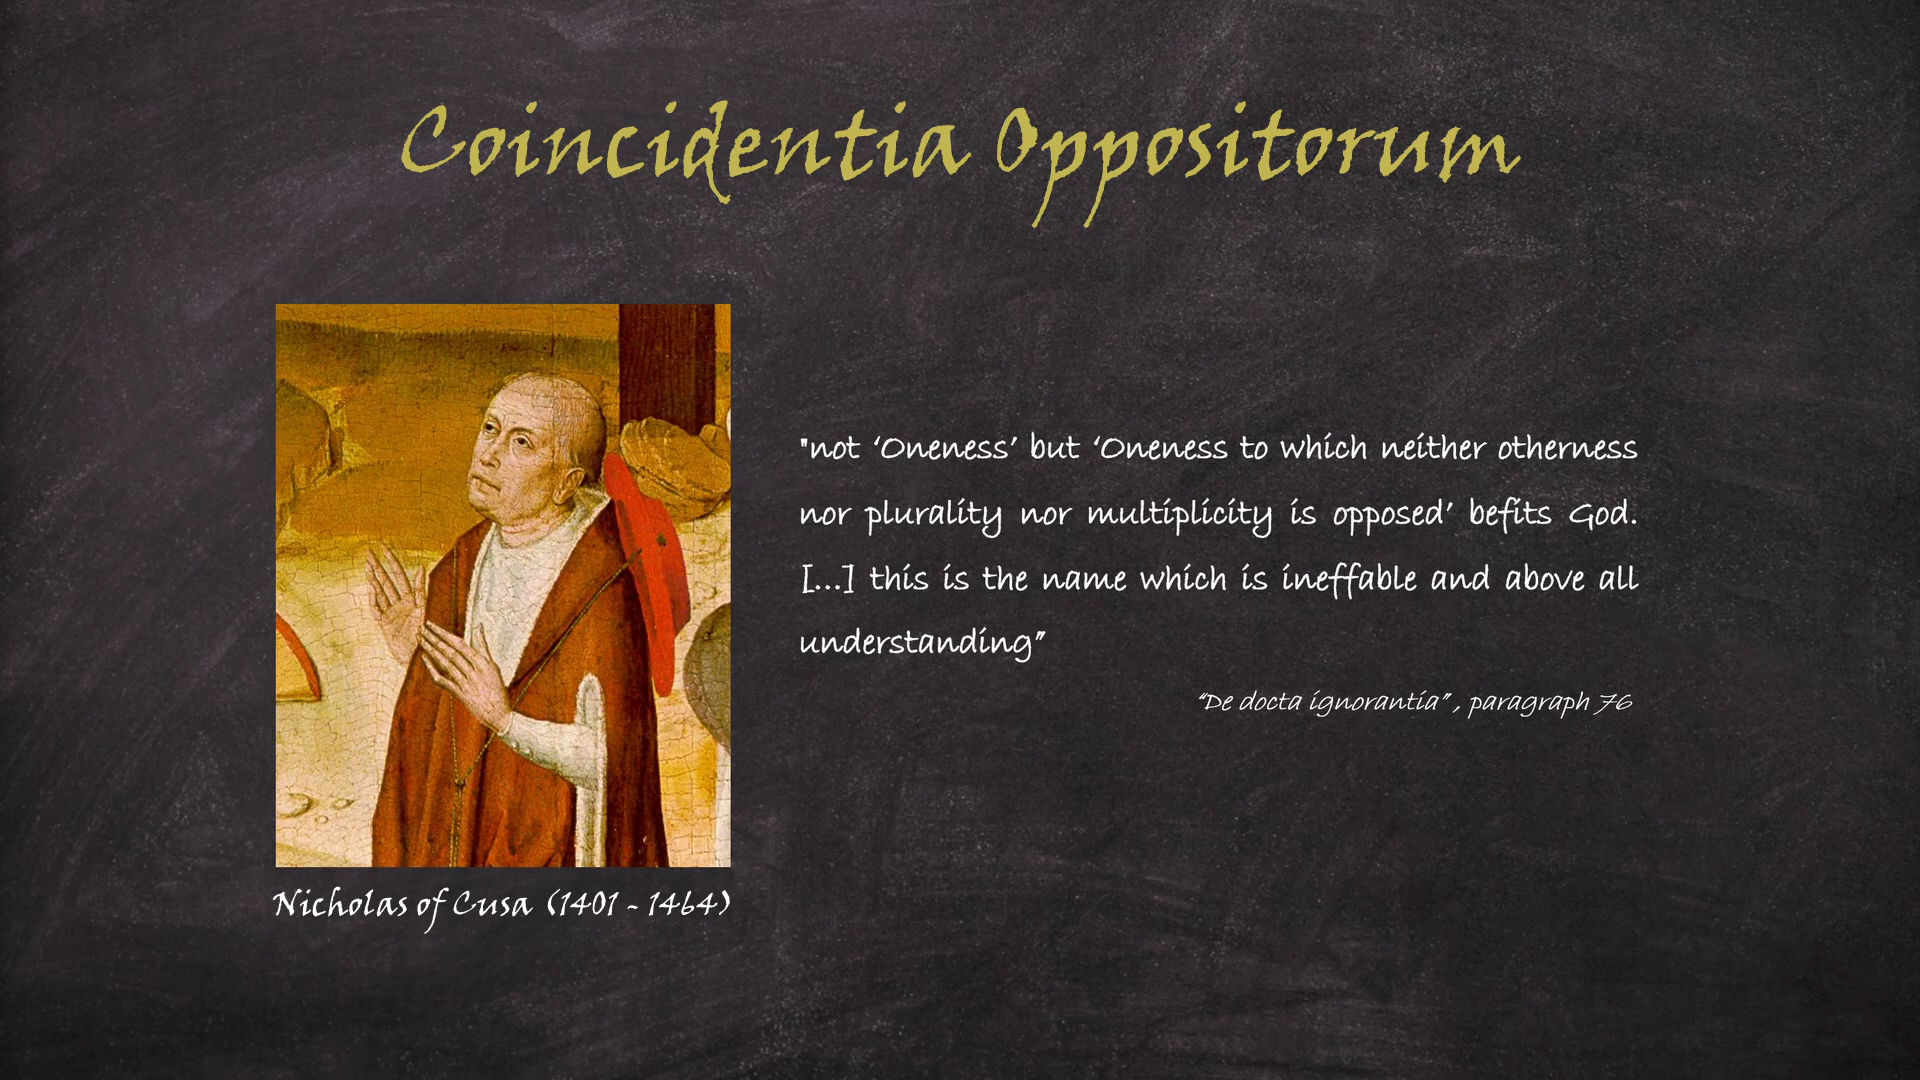 Coincidentia Oppositorum
"not ‘Oneness’ but ‘Oneness to which neither otherness
nor plurality nor multiplicity is opposed’ befits God.
[...] this is the name which is ineffable and above all
understanding”
“De docta ignorantia” , paragraph 76
Nicholas of Cusa (1401 - 1464)